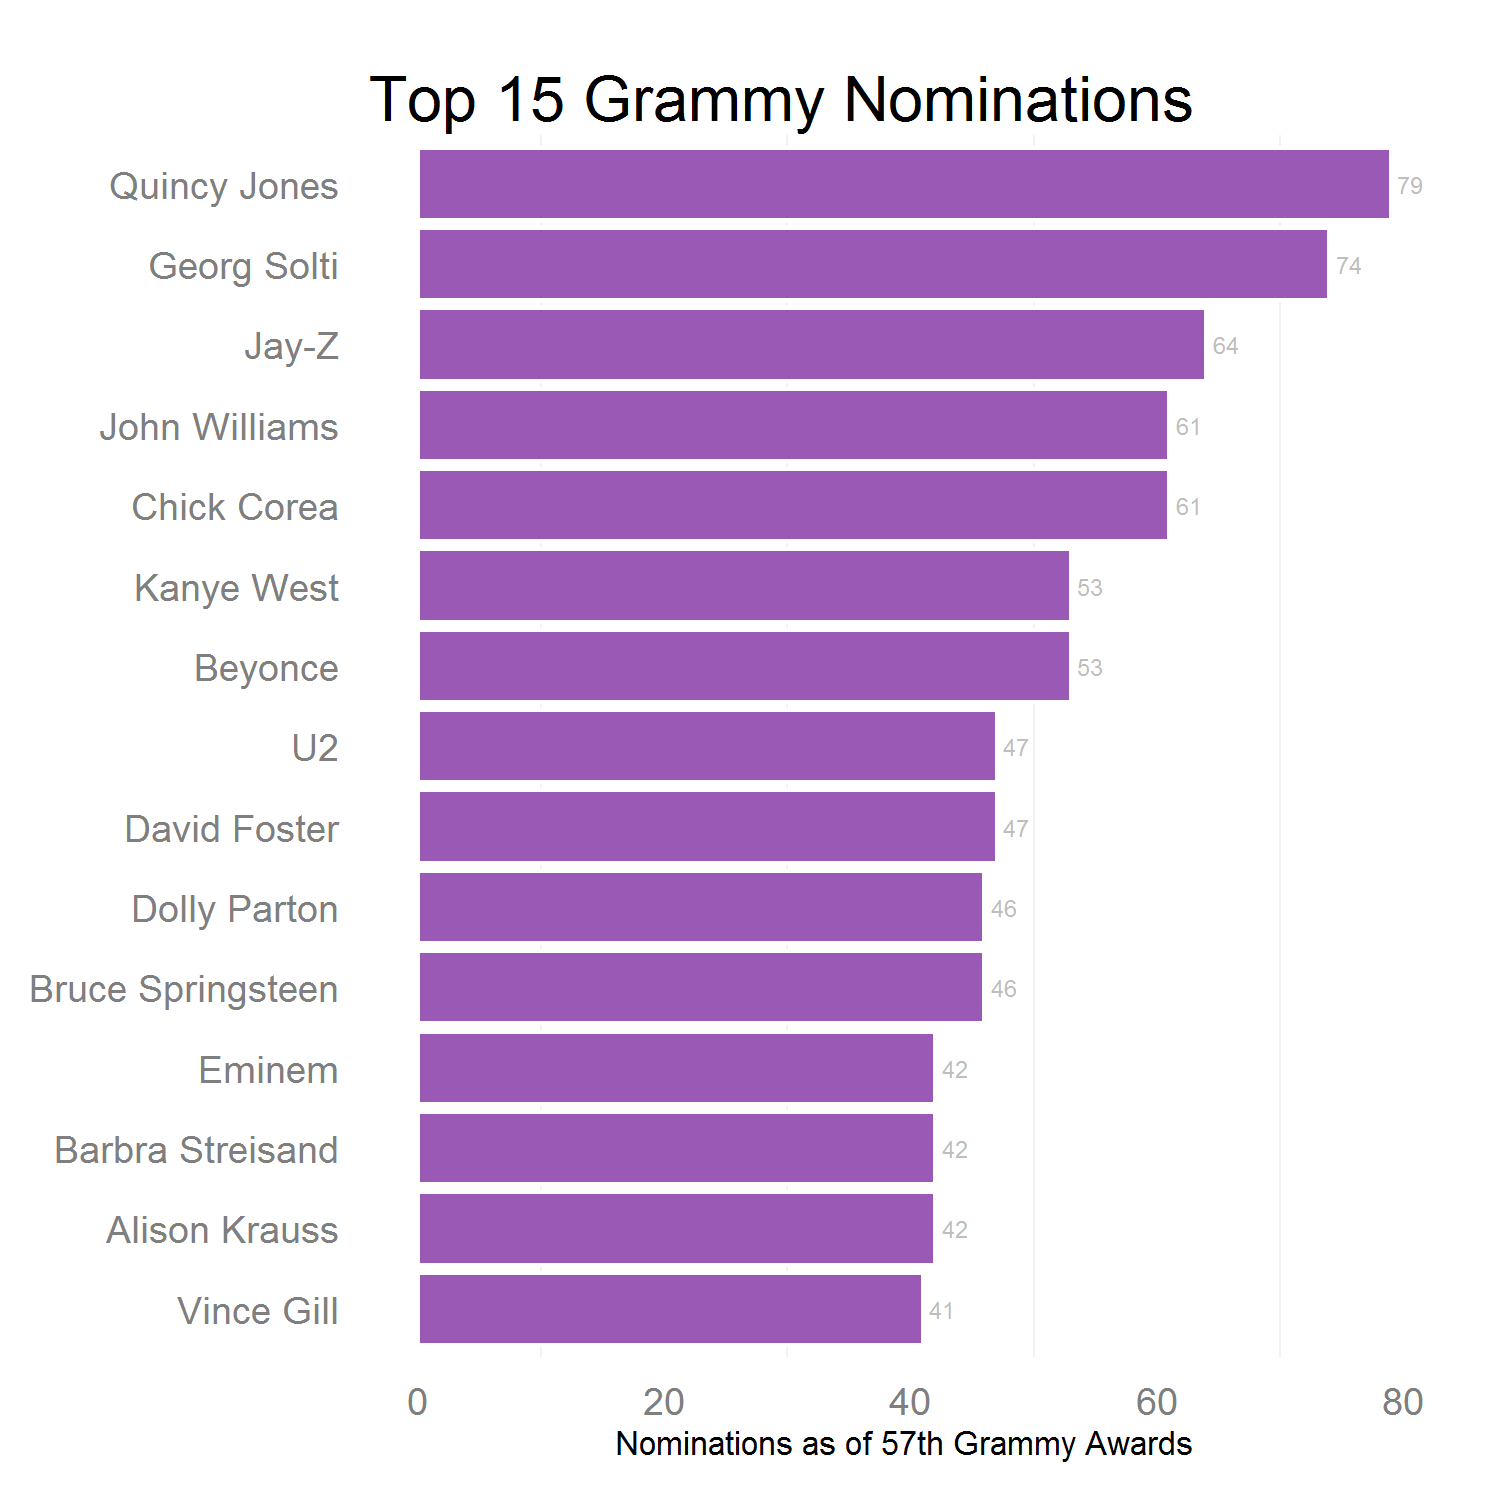 Top 15 Grammy Nominations
Quincy Jones 79
Georg Solti 74
Jay-Z 64
John Williams 61
Chick Corea 61
Kanye West 53
Beyonce 53
U2 47
David Foster 47
Dolly Parton 46
Bruce Springsteen 46
Eminem 42
Barbra Streisand 42
Alison Krauss 42
Vince Gill 41
0 20 40 60 80
Nominations as of 57th Grammy Awards